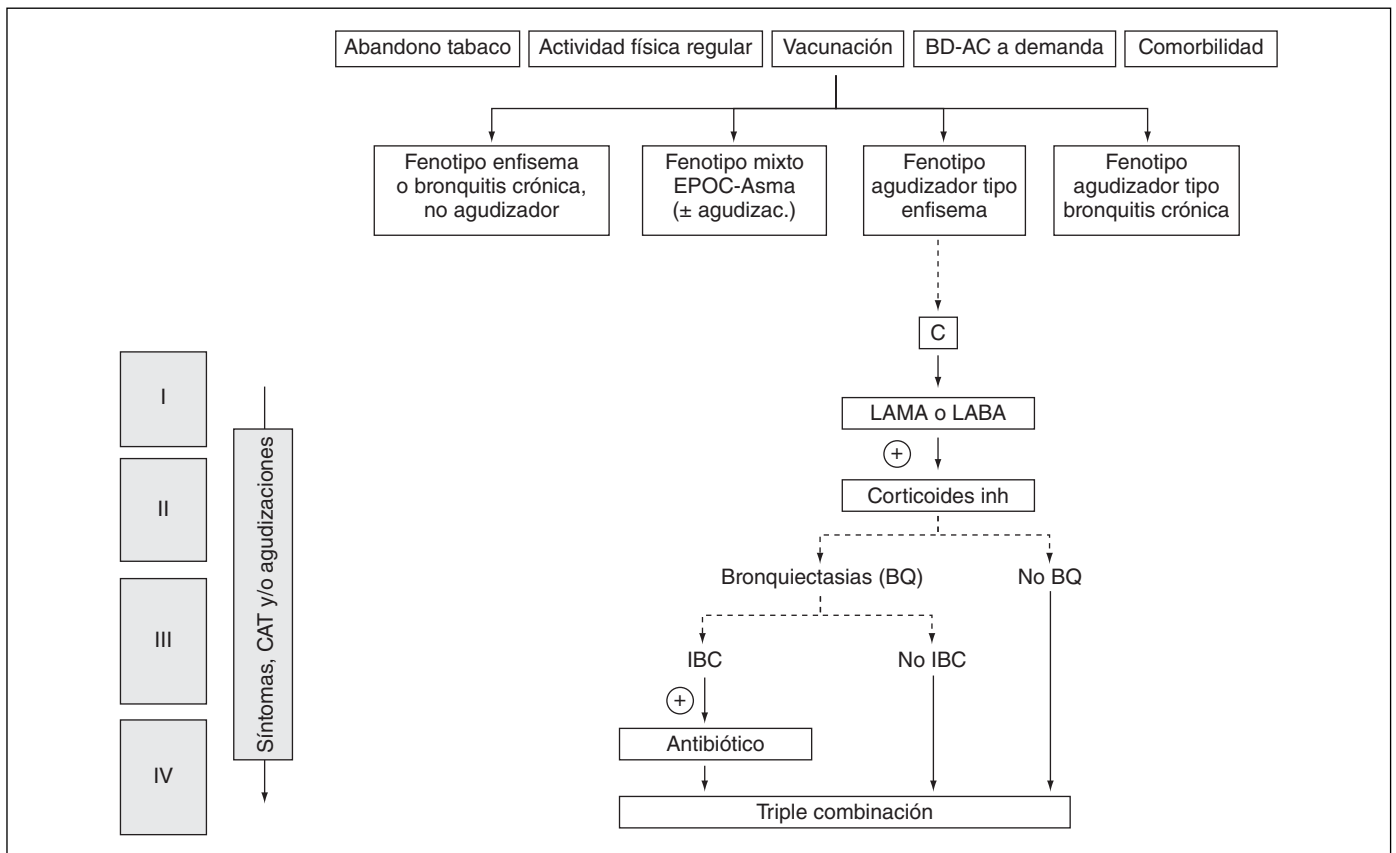 Abandono tabaco
Actividad física regular
Vacunación
BD-AC a demanda
Comorbilidad
Fenotipo enfisema
o bronquitis crónica,
no agudizador
Fenotipo mixto
EPOC-Asma
(± agudizac.)
Fenotipo
agudizador tipo
enfisema
Fenotipo
agudizador tipo
bronquitis crónica
C
I
LAMA o LABA
+
II
Corticoides inh
Síntomas, CAT y/o agudizaciones
Bronquiectasias (BQ)
No BQ
III
IBC
No IBC
+
Antibiótico
IV
Triple combinación